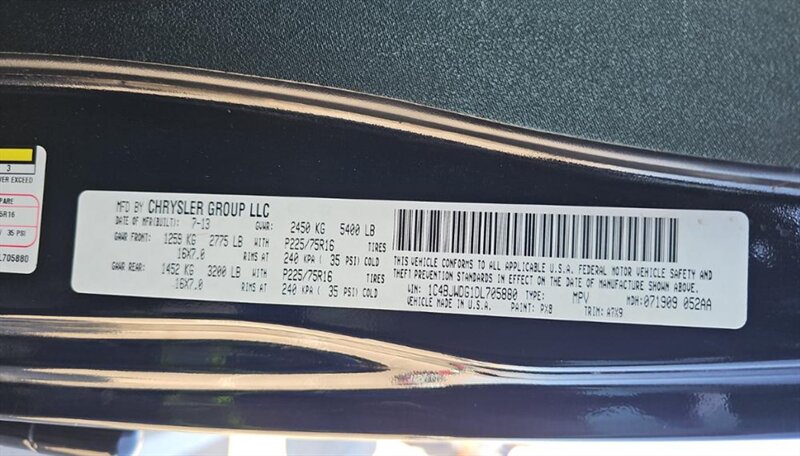 3
VER EXCEED
PARE
5R16
35 PSI
L705880
MFD BY CHRYSLER GROUP LLC
DATE OF MFR(BUILT): 7-13 GVWR: 2450 KG 5400 LB
GAWR FRONT: 1259 KG 2775 LB WITH P225/75R16 TIRES
16X7.0 RIMS AT 240 KPA ( 35 PSI) COLD
GAWR REAR: 1452 KG 3200 LB WITH P225/75R16 TIRES
16X7.0 RIMS AT 240 KPA ( 35 PSI) COLD
THIS VEHICLE CONFORMS TO ALL APPLICABLE U.S.A. FEDERAL MOTOR VEHICLE SAFETY AND
THEFT PREVENTION STANDARDS IN EFFECT ON THE DATE OF MANUFACTURE SHOWN ABOVE.
VIN: 1C4BJWDG1DL705880 TYPE: MPV MDH: 071909 052AA
VEHICLE MADE IN U.S.A. PAINT: PX8 TRIM: A7K9